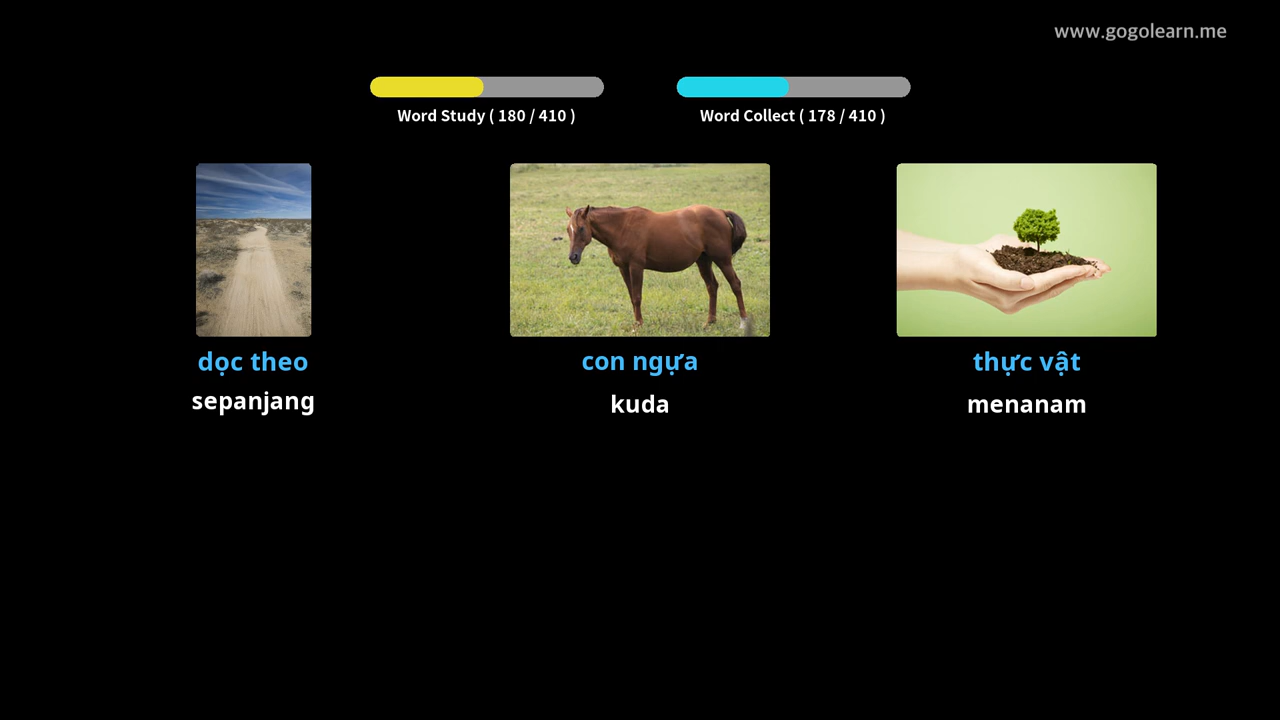 www.gogolearn.me
Word Study ( 180 / 410 )
Word Collect ( 178 / 410 )
dọc theo
sepanjang
con ngựa
kuda
thực vật
menanam